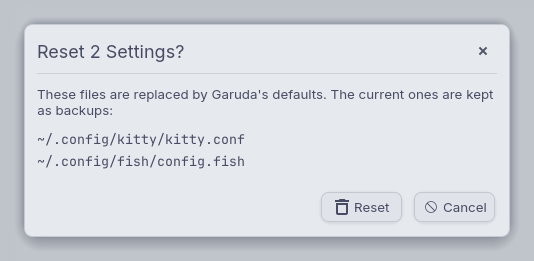 Reset 2 Settings?
These files are replaced by Garuda's defaults. The current ones are kept
as backups:
~/.config/kitty/kitty.conf
~/.config/fish/config.fish
Reset
Cancel